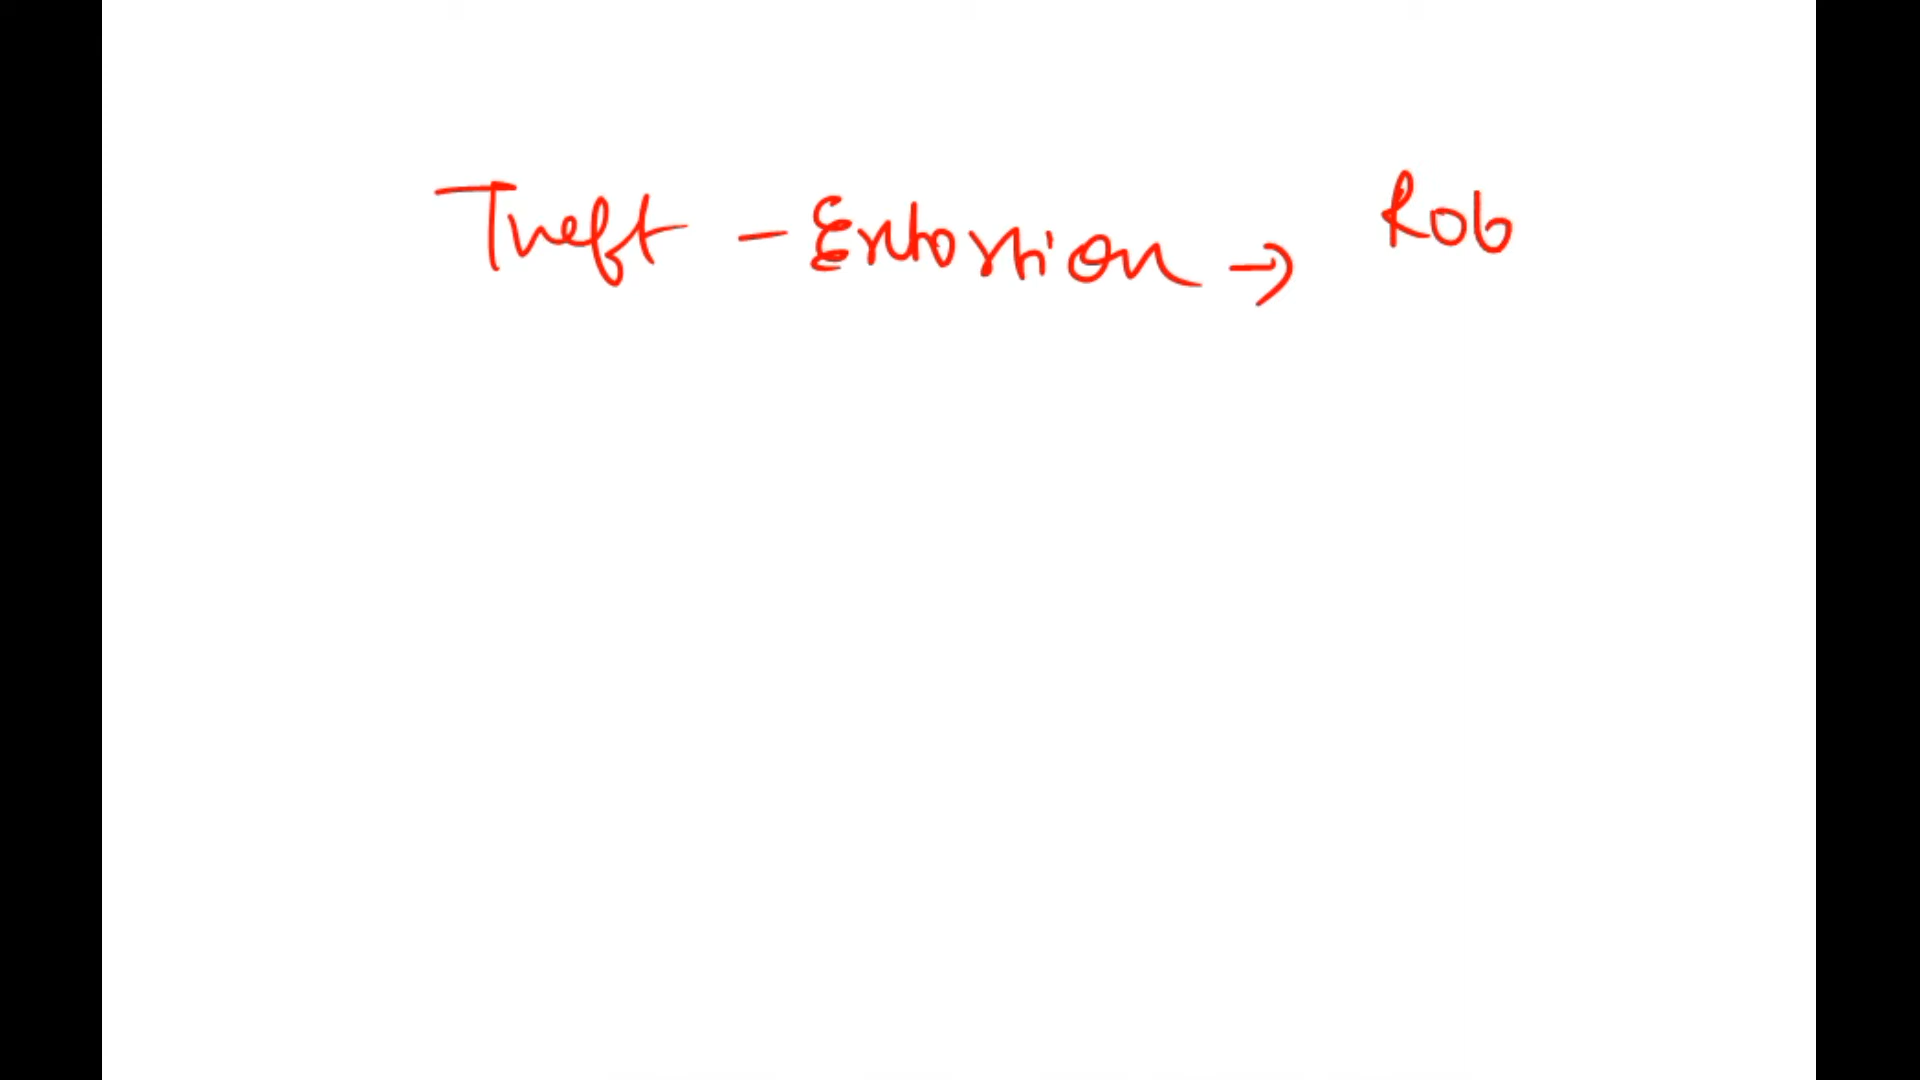 Theft - Extortion → Rob